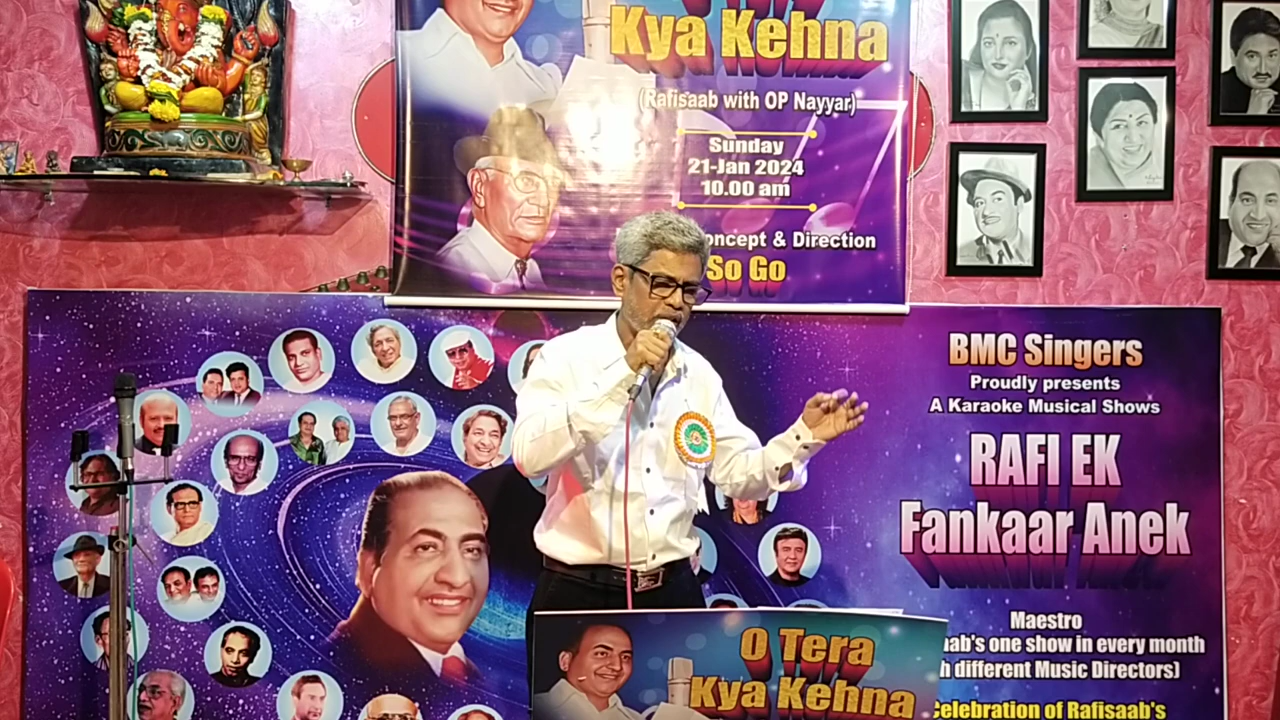 Kya Kehna
(Rafisaab with OP Nayyar)
Sunday
21-Jan 2024
10.00 am
oncept & Direction
So Go
BMC Singers
Proudly presents
A Karaoke Musical Shows
RAFI EK
Fankaar Anek
Maestro
aab's one show in every month
h different Music Directors)
Celebration of Rafisaab's
O Tera
Kya Kehna